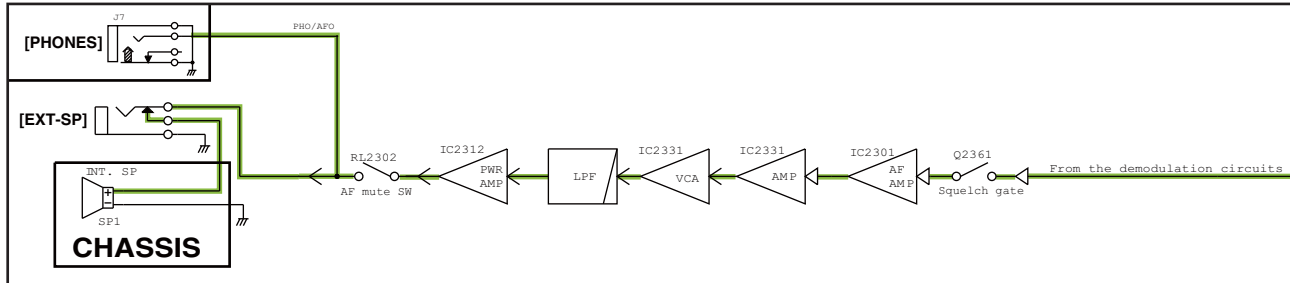 J7
[PHONES]
PHO/AFO
[EXT-SP]
INT. SP
+
-
SP1
CHASSIS
RL2302
AF mute SW
IC2312
PWR
AMP
LPF
IC2331
VCA
IC2331
AMP
IC2301
AF
AMP
Q2361
Squelch gate
From the demodulation circuits